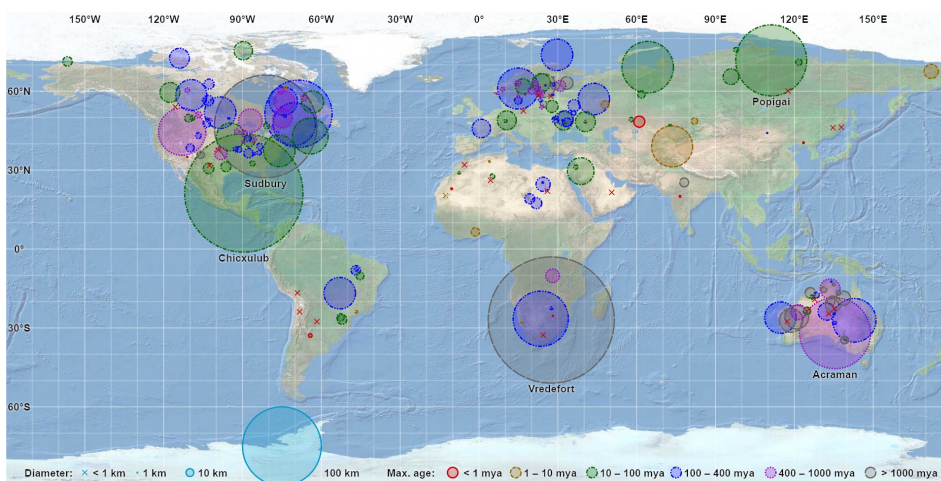 150°W 120°W 90°W 60°W 0° 30°E 60°E 90°E 120°E 150°E
60°N
Popigai
30°N
Sudbury
0°
Chicxulub
30°S
Acraman
Vredefort
60°S
Diameter: × < 1 km 1 km 10 km 100 km Max. age: < 1 mya 1 – 10 mya 10 – 100 mya 100 – 400 mya 400 – 1000 mya > 1000 mya